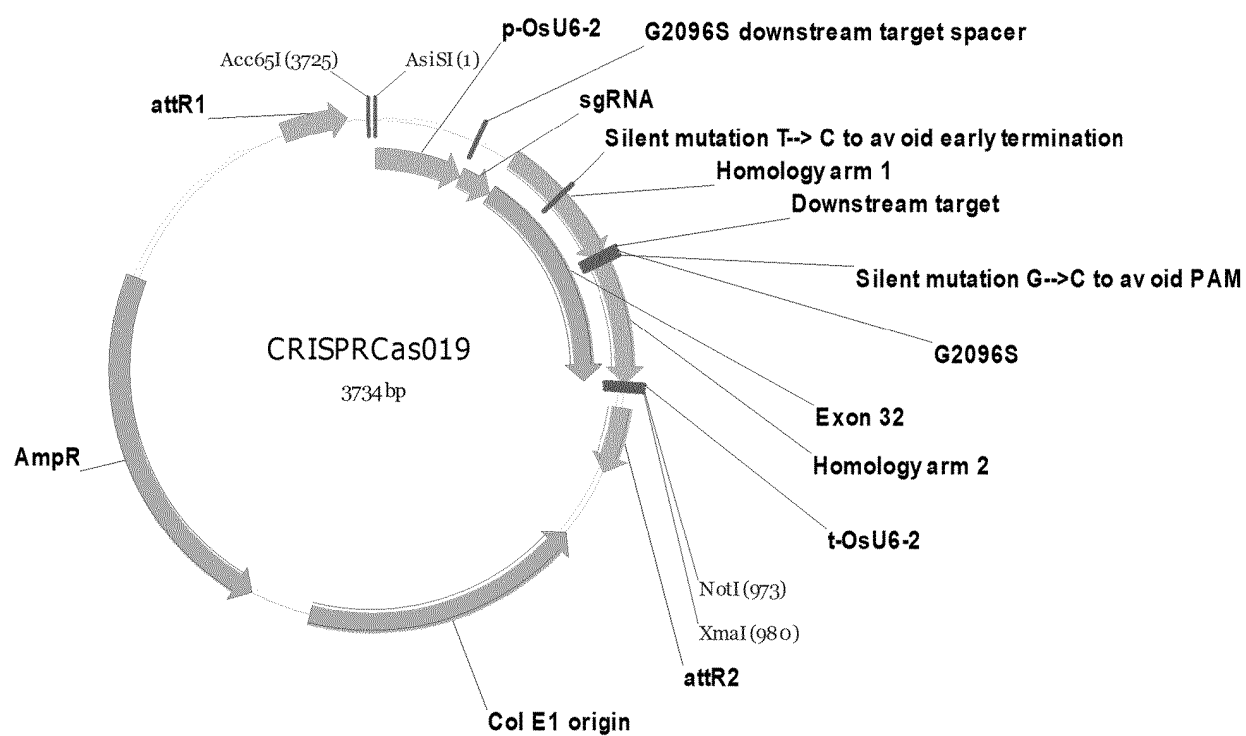 p-OsU6-2
G2096S downstream target spacer
Acc65I (3725)
AsiSI (1)
attR1
sgRNA
Silent mutation T--> C to av oid early termination
Homology arm 1
Downstream target
Silent mutation G-->C to av oid PAM
G2096S
CRISPRCas019
3734 bp
Exon 32
AmpR
Homology arm 2
t-OsU6-2
NotI (973)
XmaI (980)
attR2
Col E1 origin